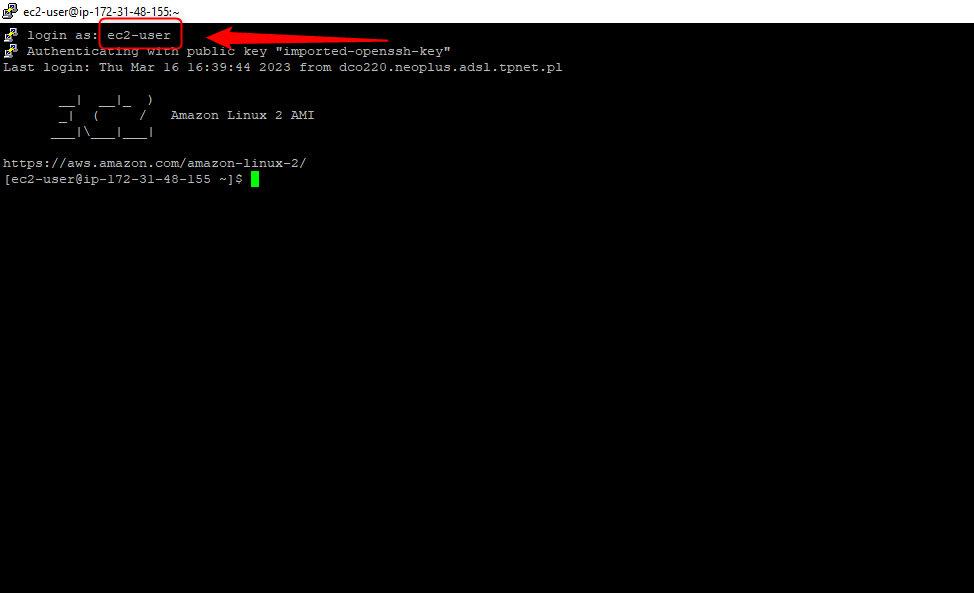 ec2-user@ip-172-31-48-155:~
login as: ec2-user
Authenticating with public key "imported-openssh-key"
Last login: Thu Mar 16 16:39:44 2023 from dco220.neoplus.adsl.tpnet.pl
       __|  __|_  )
       _|  (     /   Amazon Linux 2 AMI
      ___|\___|___|
https://aws.amazon.com/amazon-linux-2/
[ec2-user@ip-172-31-48-155 ~]$